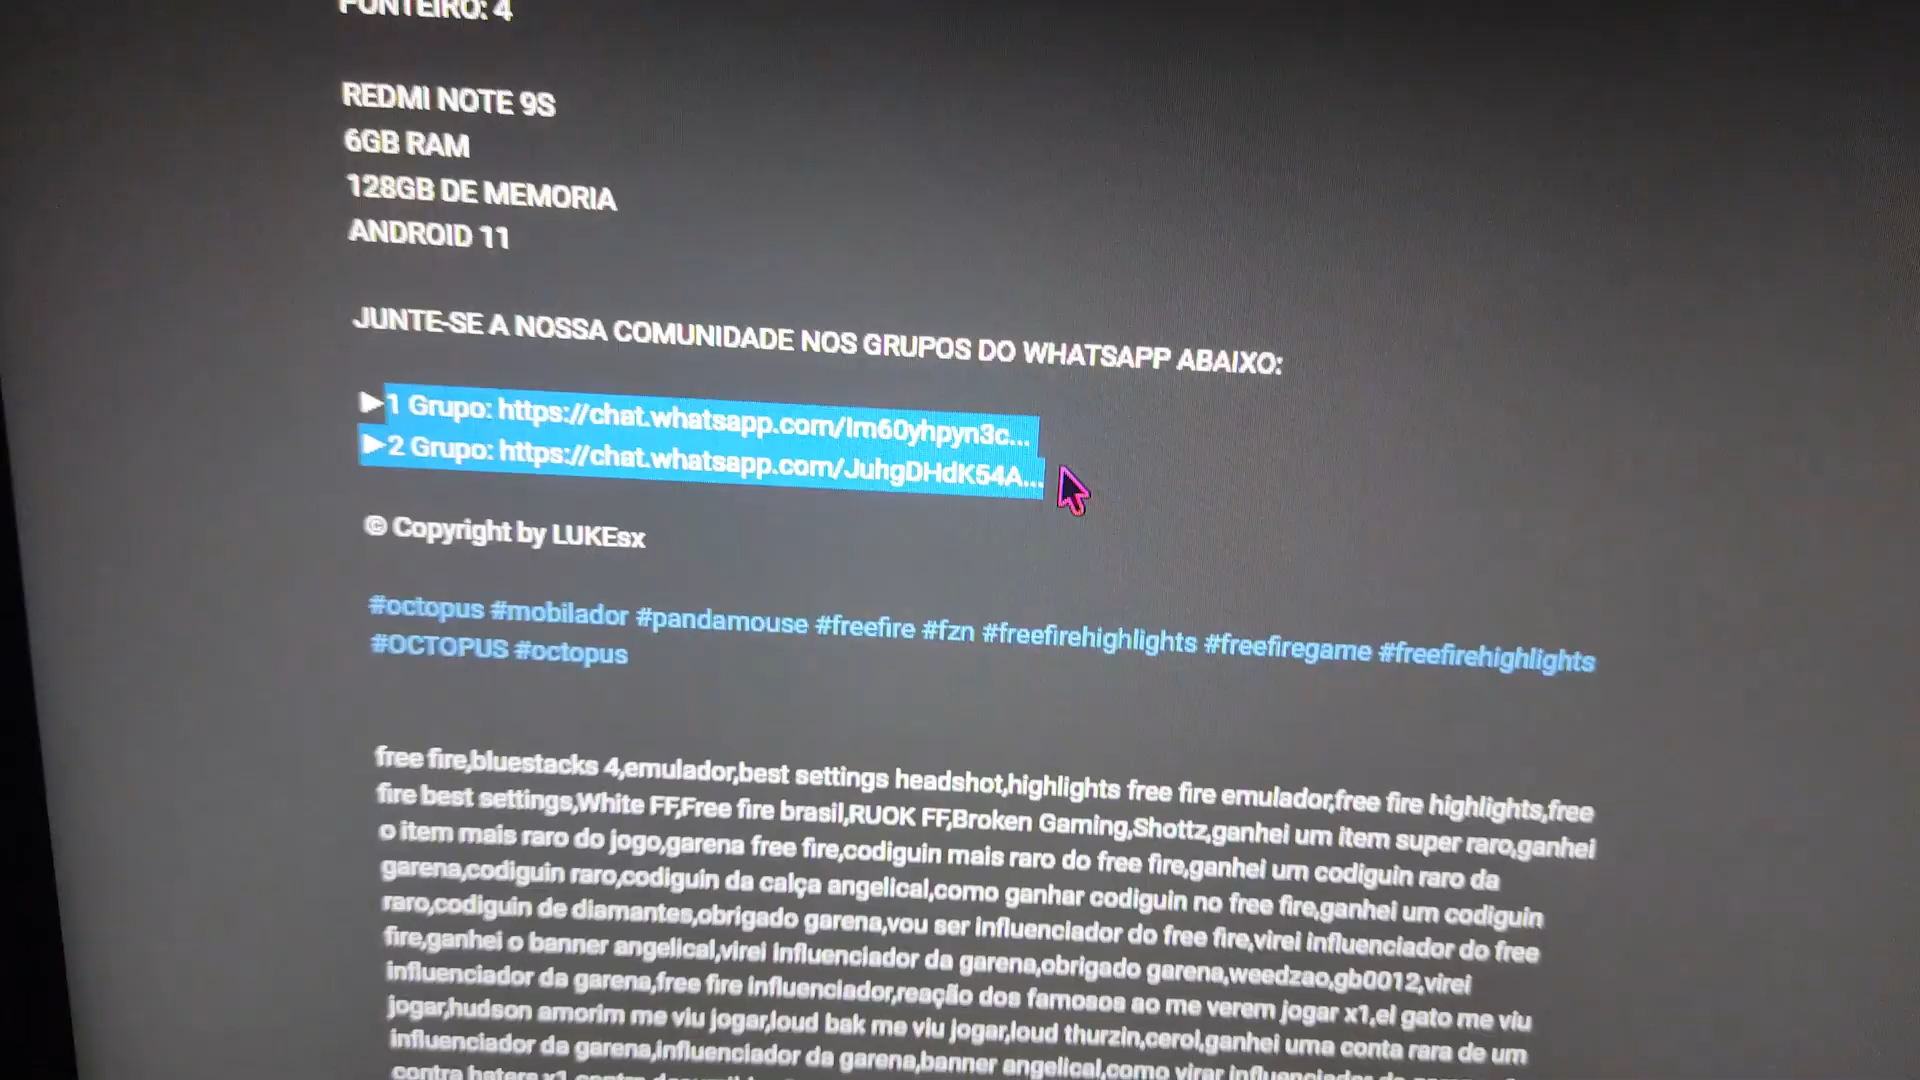 PONTEIRO: 4
REDMI NOTE 9S
6GB RAM
128GB DE MEMORIA
ANDROID 11
JUNTE-SE A NOSSA COMUNIDADE NOS GRUPOS DO WHATSAPP ABAIXO:
▶1 Grupo: https://chat.whatsapp.com/Im60yhpyn3c...
▶2 Grupo: https://chat.whatsapp.com/JuhgDHdK54A...
© Copyright by LUKEsx
#octopus #mobilador #pandamouse #freefire #fzn #freefirehighlights #freefiregame #freefirehighlights
#OCTOPUS #octopus
free fire,bluestacks 4,emulador,best settings headshot,highlights free fire emulador,free fire highlights,free
fire best settings,White FF,Free fire brasil,RUOK FF,Broken Gaming,Shottz,ganhei um item super raro,ganhei
o item mais raro do jogo,garena free fire,codiguin mais raro do free fire,ganhei um codiguin raro da
garena,codiguin raro,codiguin da calça angelical,como ganhar codiguin no free fire,ganhei um codiguin
raro,codiguin de diamantes,obrigado garena,vou ser influenciador do free fire,virei influenciador do free
fire,ganhei o banner angelical,virei influenciador da garena,obrigado garena,weedzao,gb0012,virei
influenciador da garena,free fire influenciador,reação dos famosos ao me verem jogar x1,el gato me viu
jogar,hudson amorim me viu jogar,loud bak me viu jogar,loud thurzin,cerol,ganhei uma conta rara de um
influenciador da garena,influenciador da garena,banner angelical,como virar influenciador
contra haters x1 contra